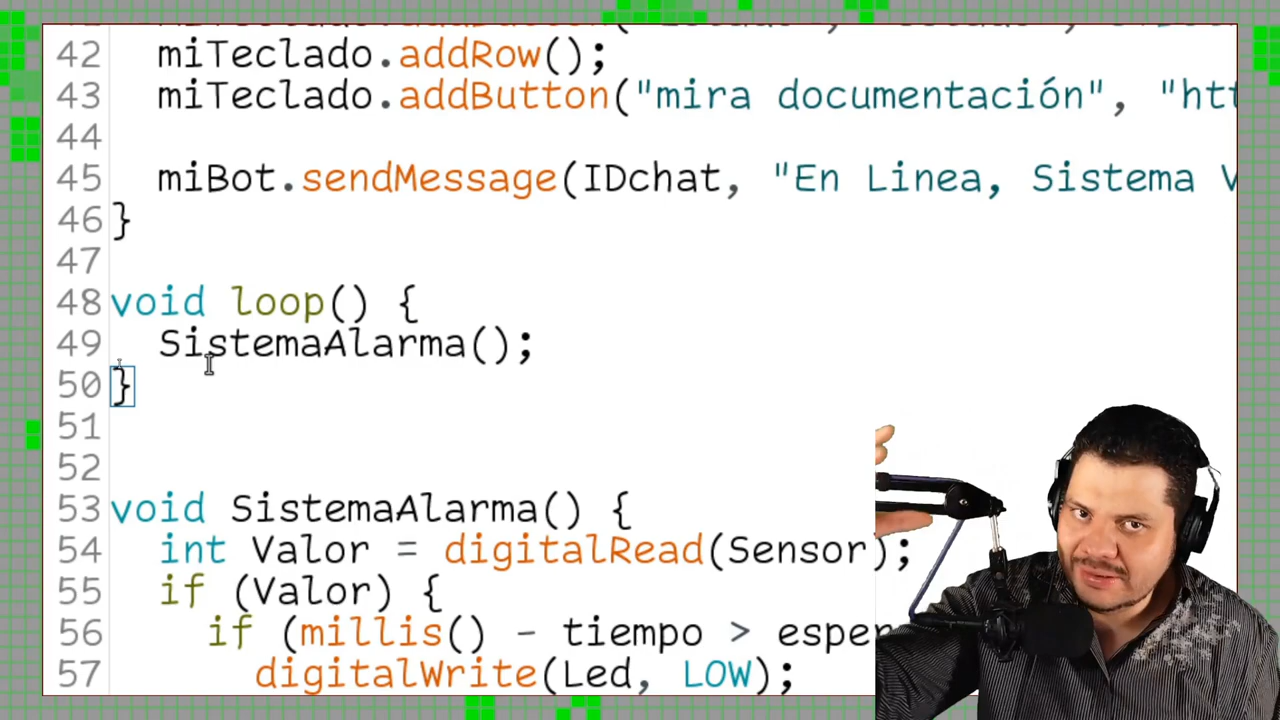 42 miTeclado.addRow();
43 miTeclado.addButton("mira documentación", "htt
44
45 miBot.sendMessage(IDchat, "En Linea, Sistema V
46 }
47
48 void loop() {
49 SistemaAlarma();
50 }
51
52
53 void SistemaAlarma() {
54 int Valor = digitalRead(Sensor);
55 if (Valor) {
56 if (millis() - tiempo > esper
57 digitalWrite(Led, LOW);